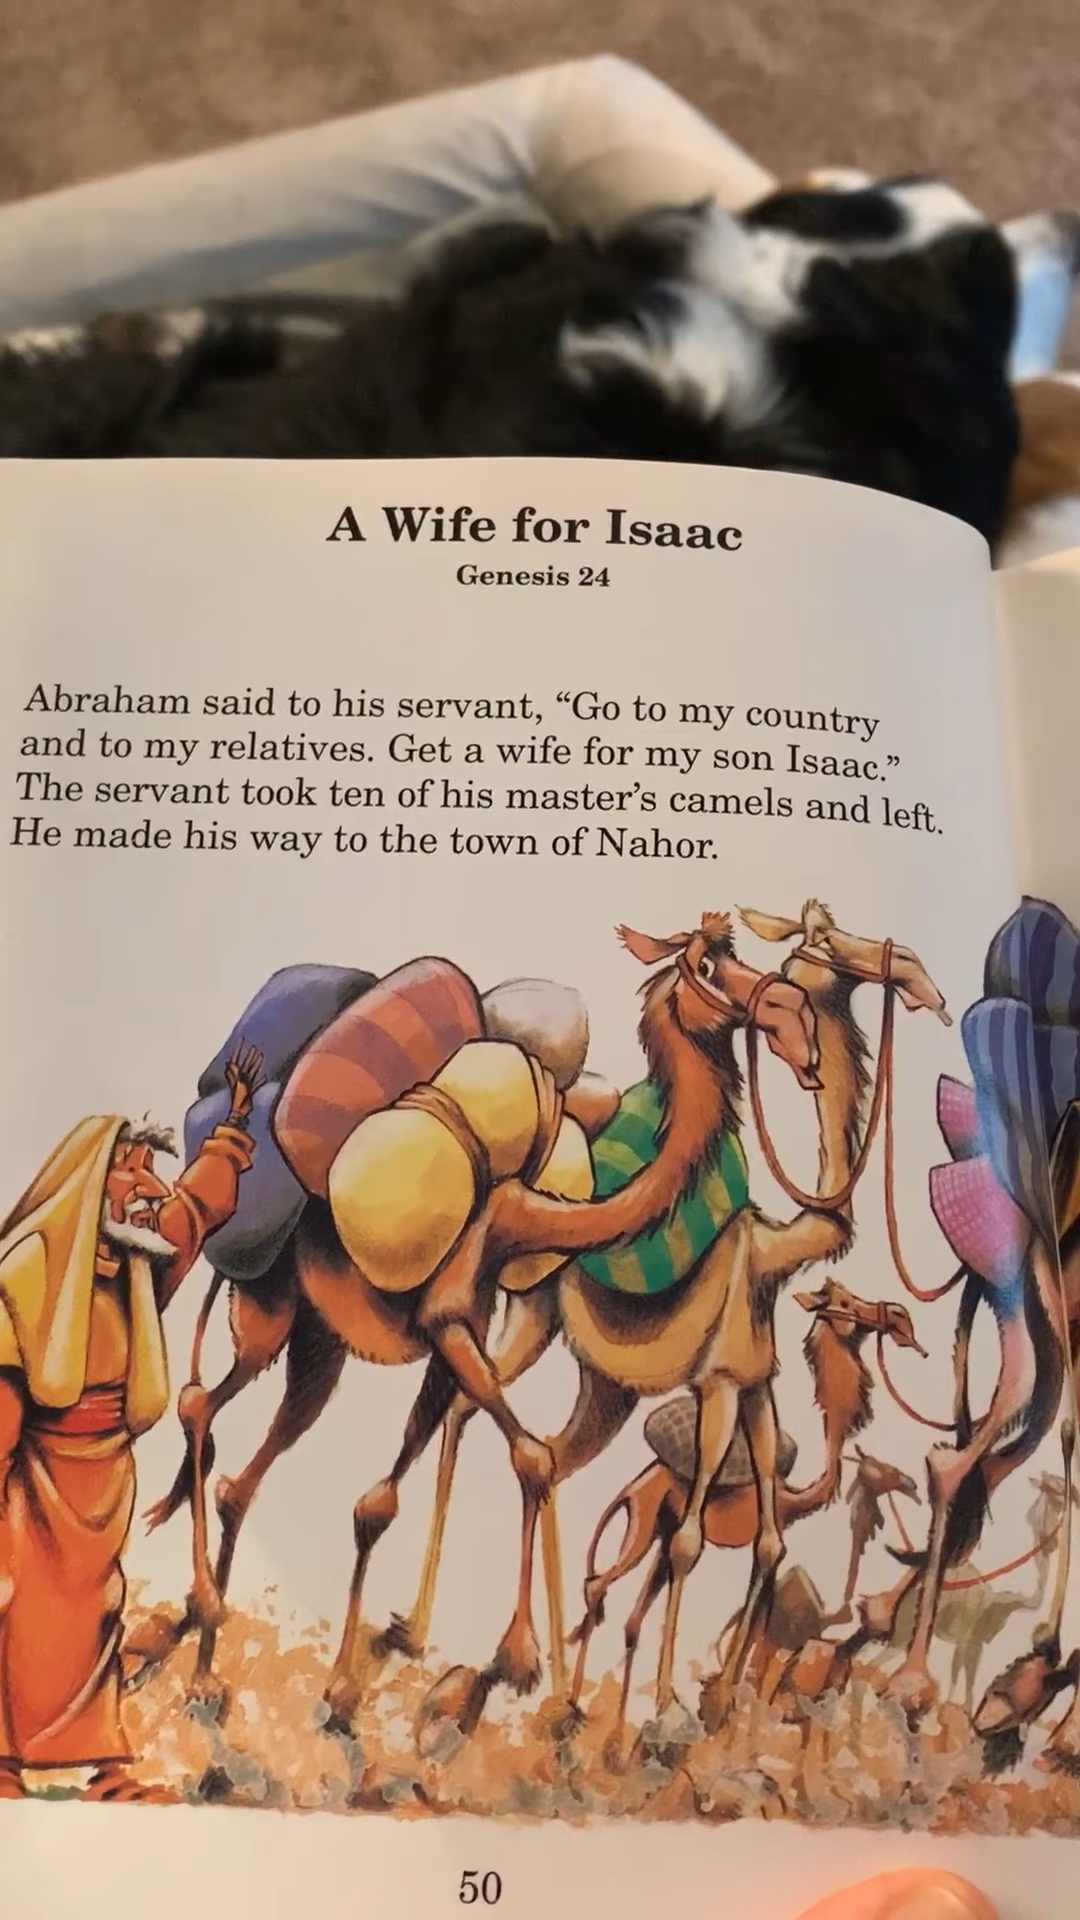 A Wife for Isaac
Genesis 24
Abraham said to his servant, “Go to my country
and to my relatives. Get a wife for my son Isaac.”
The servant took ten of his master’s camels and left.
He made his way to the town of Nahor.
50